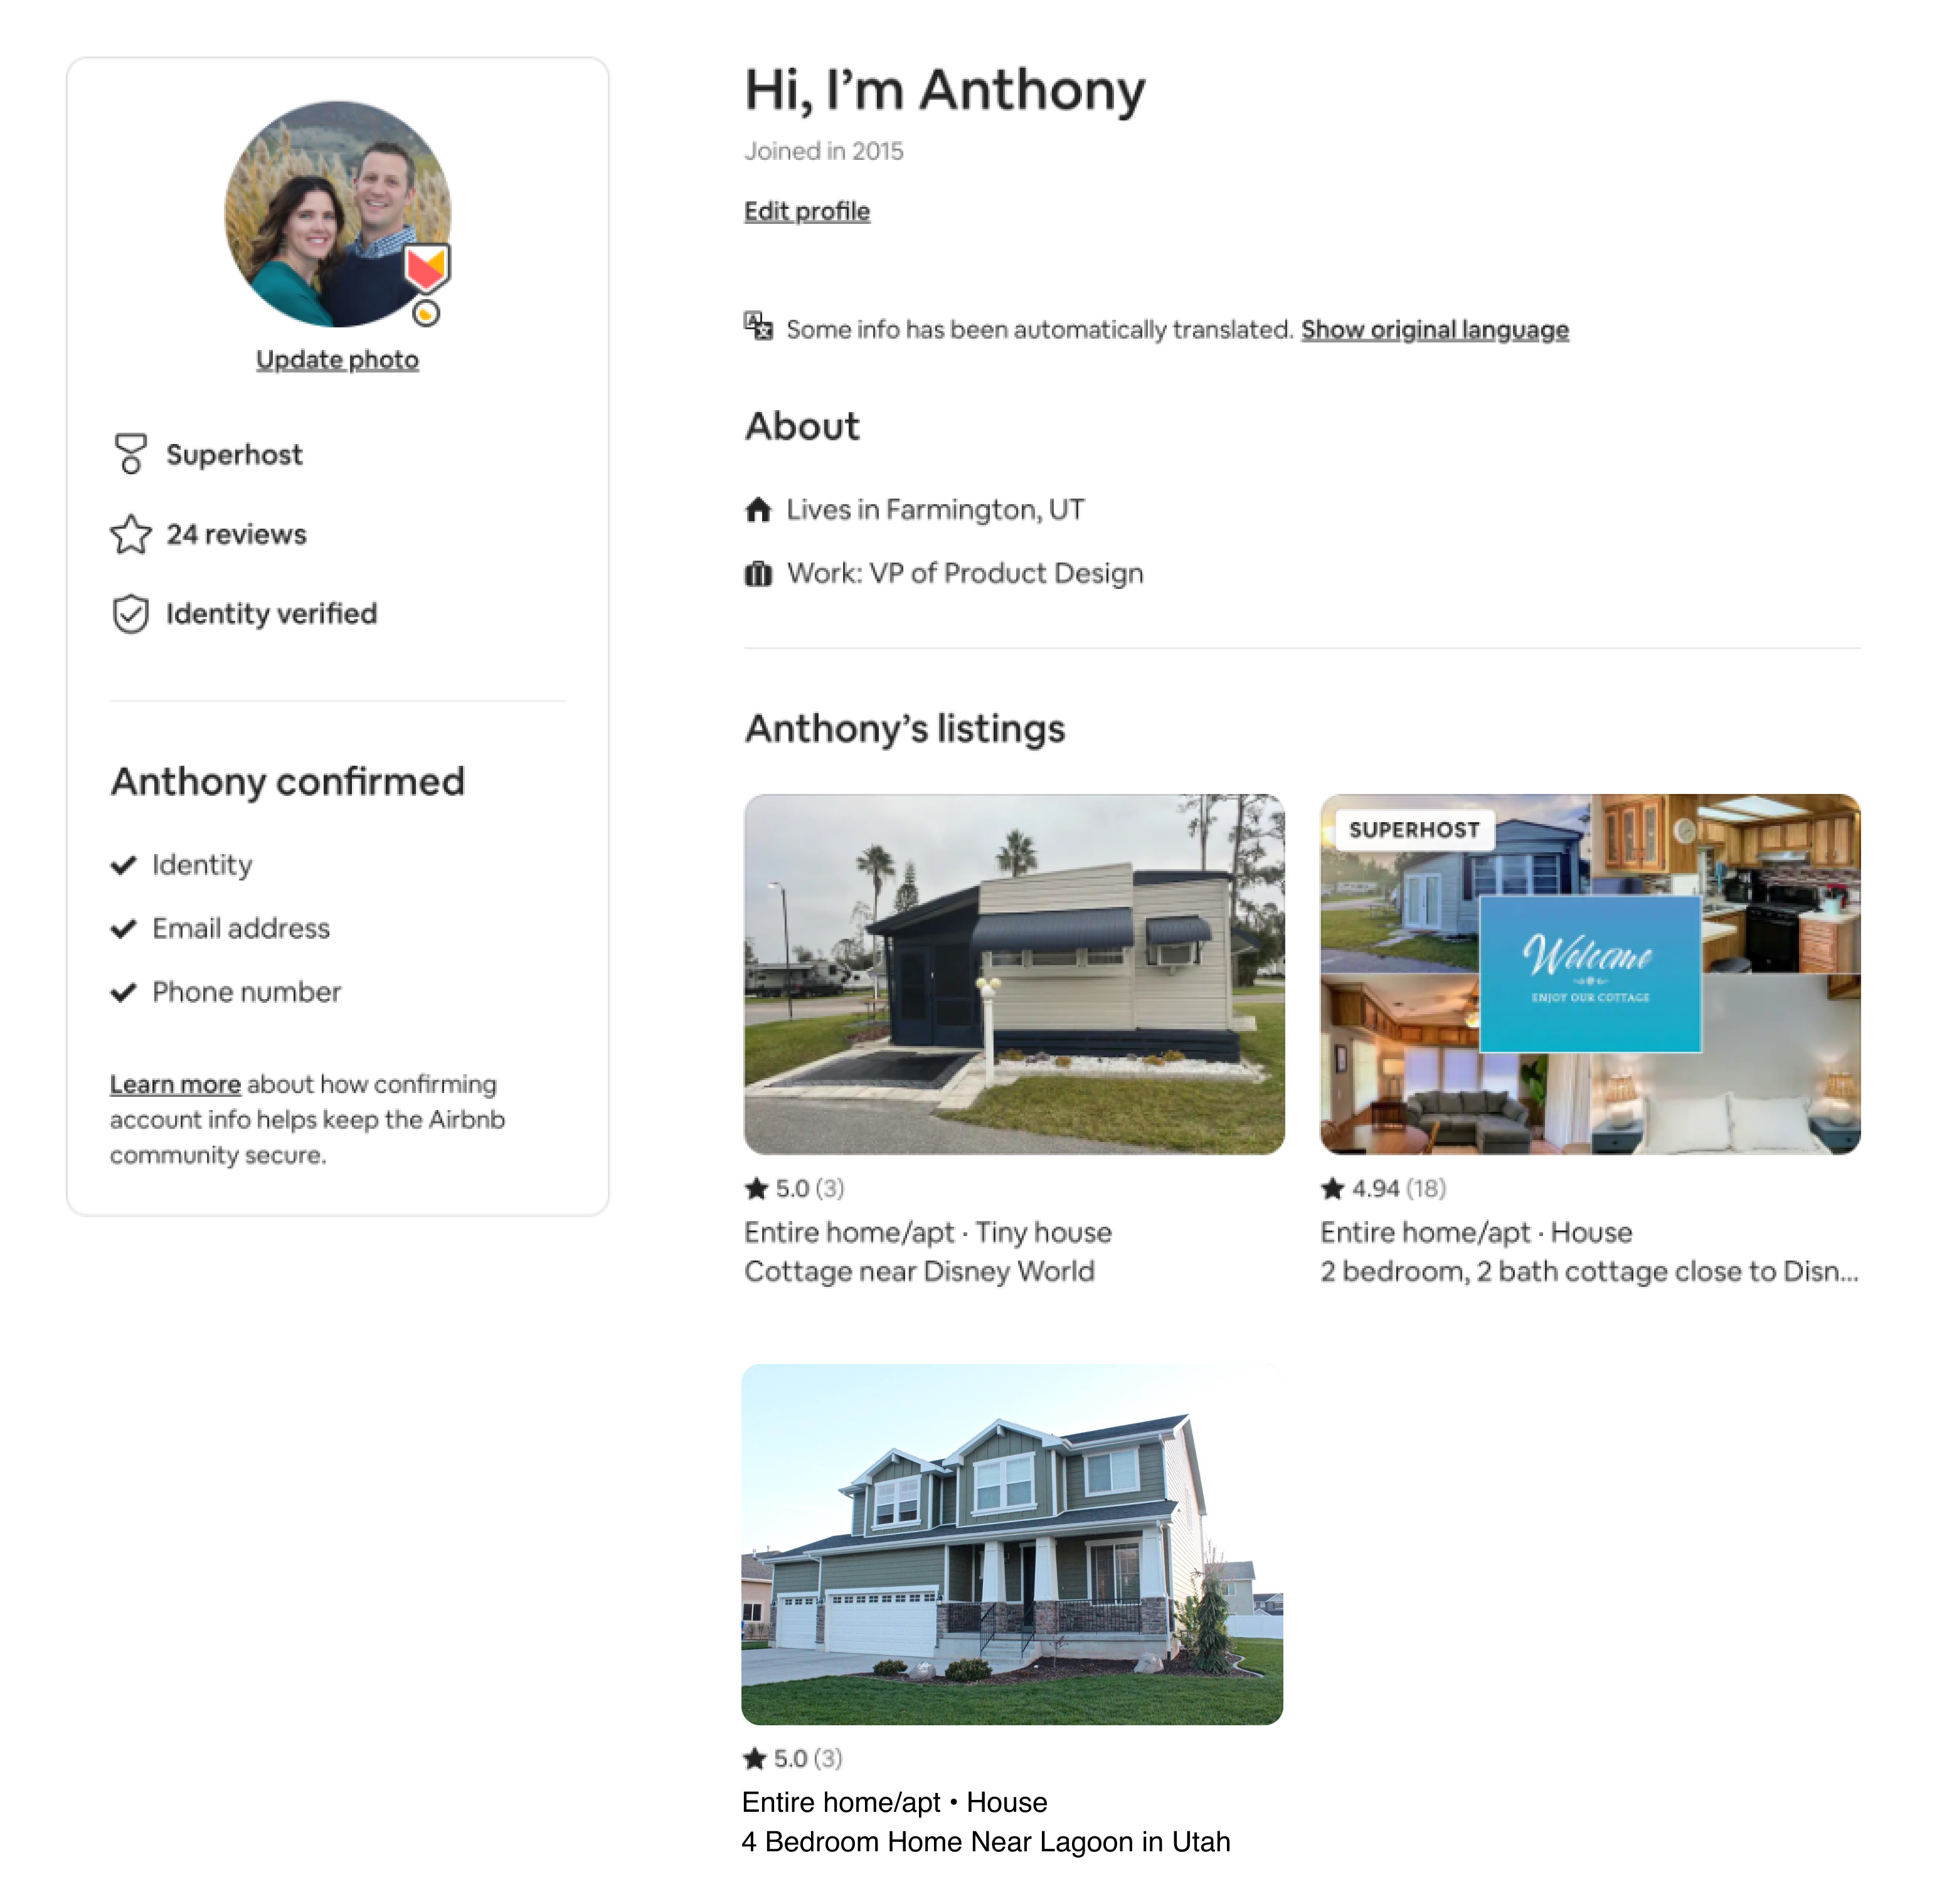 Update photo
Superhost
24 reviews
Identity verified
Anthony confirmed
Identity
Email address
Phone number
Learn more about how confirming
account info helps keep the Airbnb
community secure.
Hi, I’m Anthony
Joined in 2015
Edit profile
Some info has been automatically translated. Show original language
About
Lives in Farmington, UT
Work: VP of Product Design
Anthony’s listings
5.0 (3)
Entire home/apt · Tiny house
Cottage near Disney World
SUPERHOST
Welcome
ENJOY OUR COTTAGE
4.94 (18)
Entire home/apt · House
2 bedroom, 2 bath cottage close to Disn...
5.0 (3)
Entire home/apt • House
4 Bedroom Home Near Lagoon in Utah